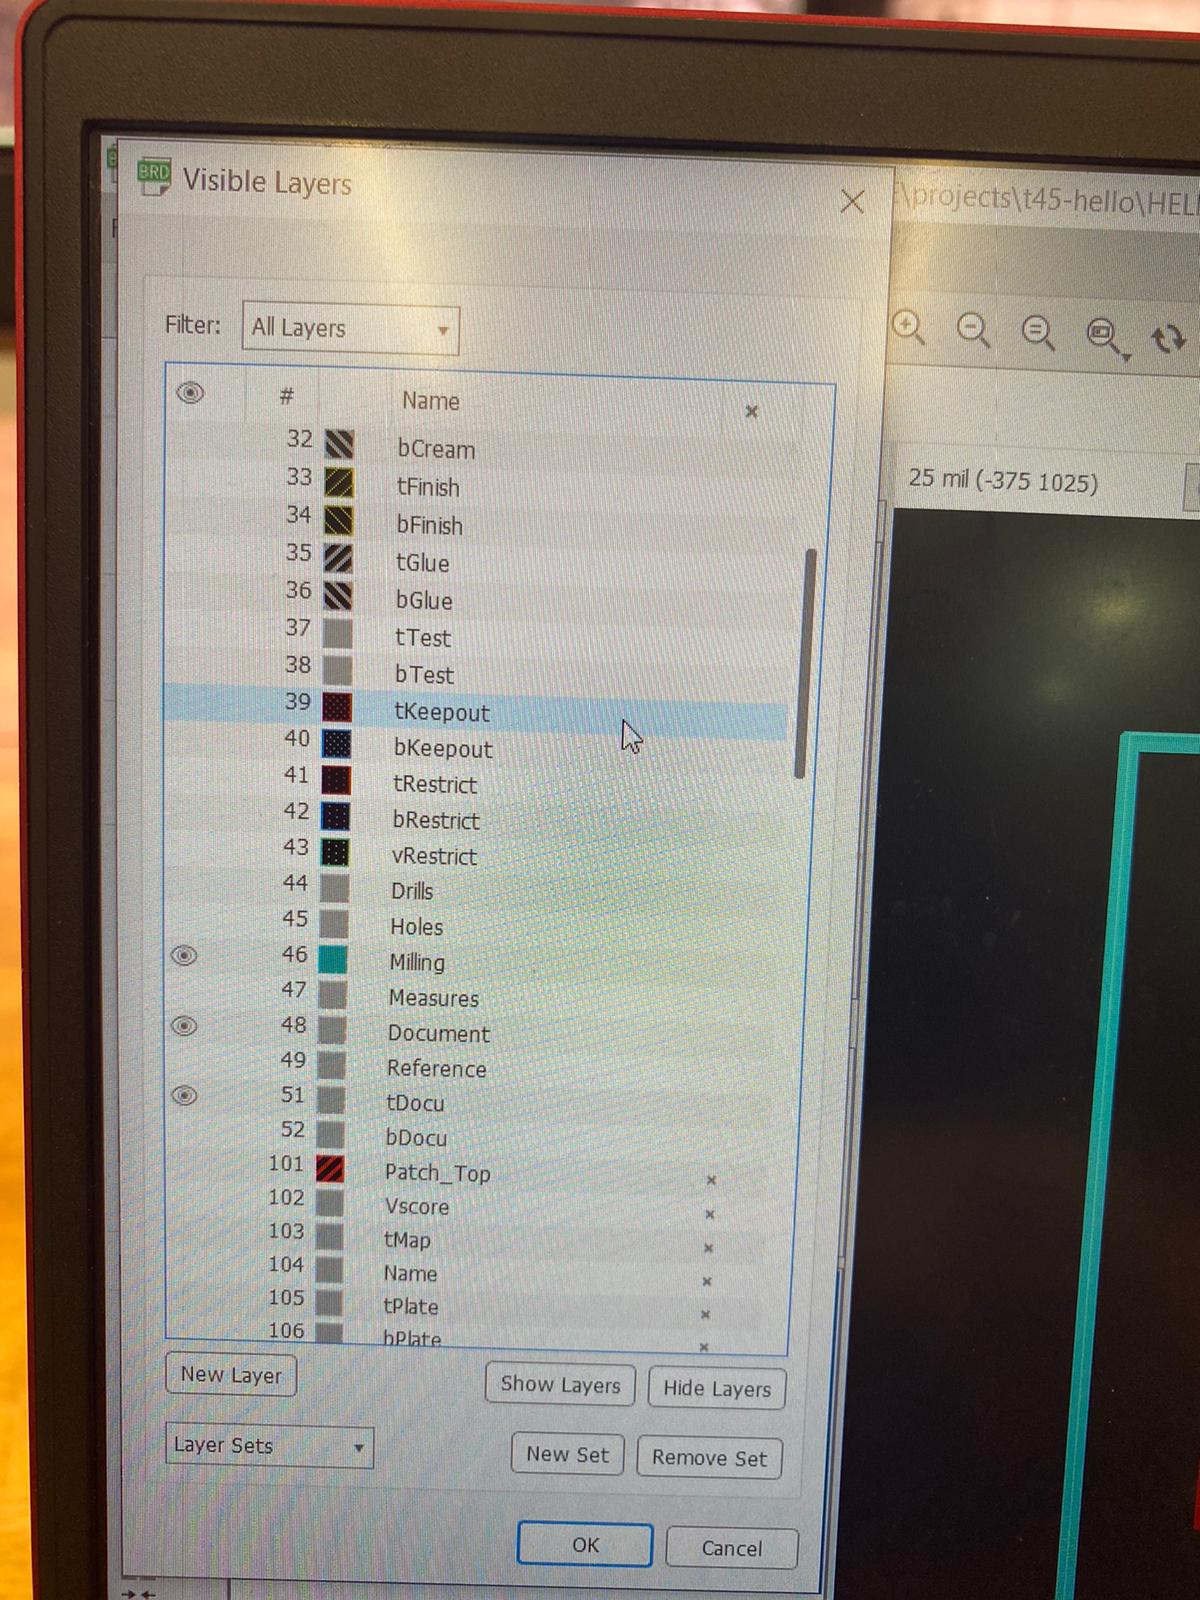 BRD
Visible Layers
\projects\t45-hello\HEL
Filter:
All Layers
#
Name
32 bCream
33 tFinish
34 bFinish
35 tGlue
36 bGlue
37 tTest
38 bTest
39 tKeepout
40 bKeepout
41 tRestrict
42 bRestrict
43 vRestrict
44 Drills
45 Holes
46 Milling
47 Measures
48 Document
49 Reference
51 tDocu
52 bDocu
101 Patch_Top
102 Vscore
103 tMap
104 Name
105 tPlate
106 bPlate
25 mil (-375 1025)
New Layer
Show Layers
Hide Layers
Layer Sets
New Set
Remove Set
OK
Cancel